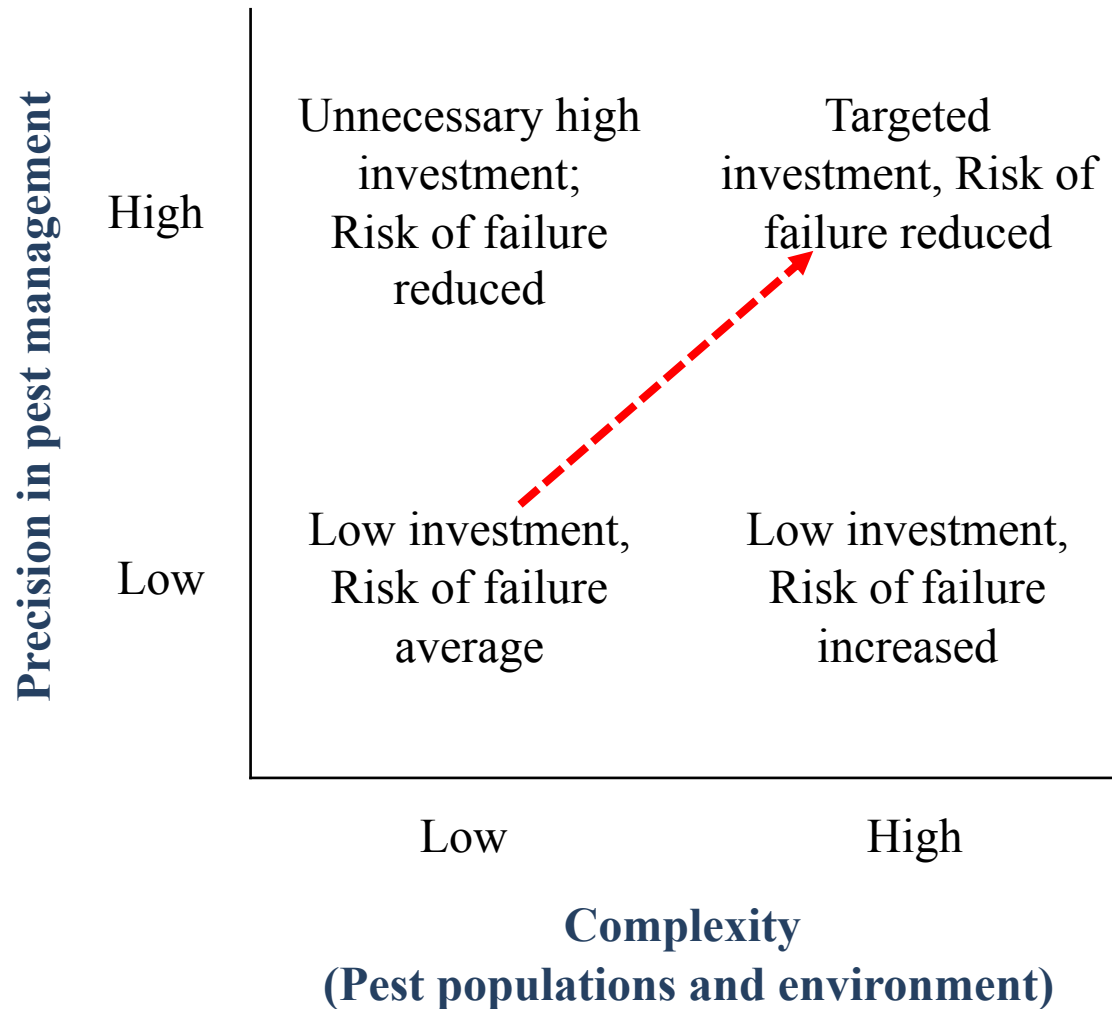 Precision in pest management
High
Unnecessary high
investment;
Risk of failure
reduced
Targeted
investment, Risk of
failure reduced
Low
Low investment,
Risk of failure
average
Low investment,
Risk of failure
increased
Low
High
Complexity
(Pest populations and environment)